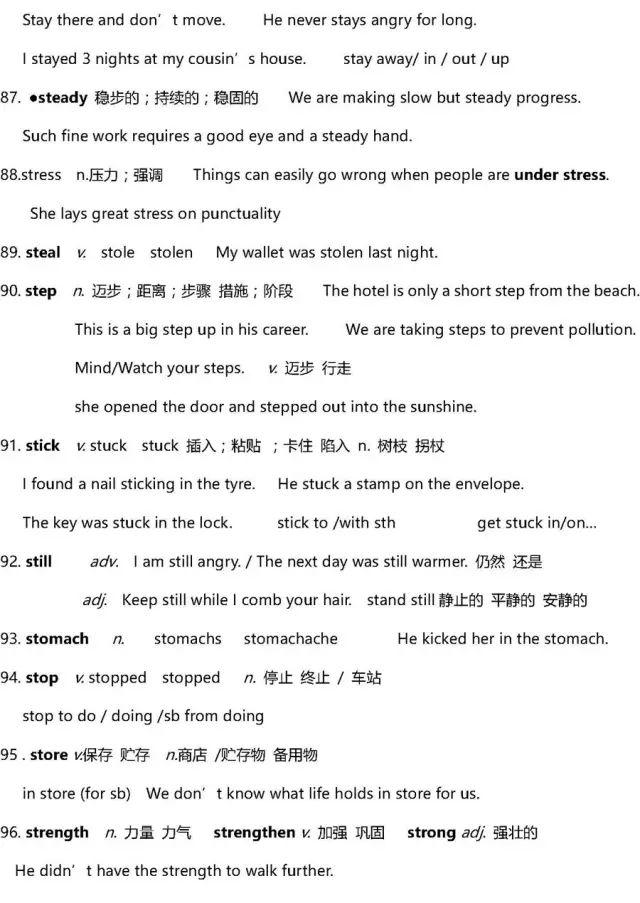 Stay there and don’t move. He never stays angry for long.
I stayed 3 nights at my cousin’s house. stay away/ in / out / up
87. •steady 稳步的；持续的；稳固的 We are making slow but steady progress.
Such fine work requires a good eye and a steady hand.
88.stress n.压力；强调 Things can easily go wrong when people are under stress.
She lays great stress on punctuality
89. steal v. stole stolen My wallet was stolen last night.
90. step n. 迈步；距离；步骤 措施；阶段 The hotel is only a short step from the beach.
This is a big step up in his career. We are taking steps to prevent pollution.
Mind/Watch your steps. v. 迈步 行走
she opened the door and stepped out into the sunshine.
91. stick v. stuck stuck 插入；粘贴 ；卡住 陷入 n. 树枝 拐杖
I found a nail sticking in the tyre. He stuck a stamp on the envelope.
The key was stuck in the lock. stick to /with sth get stuck in/on…
92. still adv. I am still angry. / The next day was still warmer. 仍然 还是
adj. Keep still while I comb your hair. stand still 静止的 平静的 安静的
93. stomach n. stomachs stomachache He kicked her in the stomach.
94. stop v. stopped stopped n. 停止 终止 / 车站
stop to do / doing /sb from doing
95 . store v.保存 贮存 n.商店 /贮存物 备用物
in store (for sb) We don’t know what life holds in store for us.
96. strength n. 力量 力气 strengthen v. 加强 巩固 strong adj. 强壮的
He didn’t have the strength to walk further.